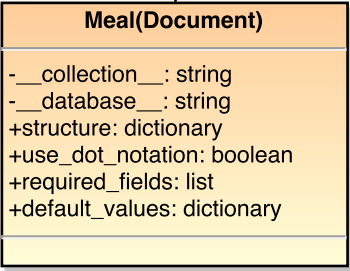 Meal(Document)
-__collection__: string
-__database__: string
+structure: dictionary
+use_dot_notation: boolean
+required_fields: list
+default_values: dictionary